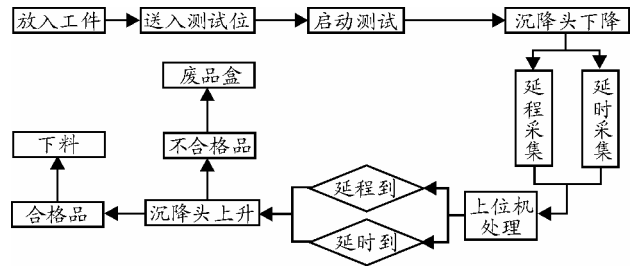 放入工件
送入测试位
启动测试
沉降头下降
延程采集
延时采集
废品盒
下料
不合格品
延程到
上位机
处理
合格品
沉降头上升
延时到